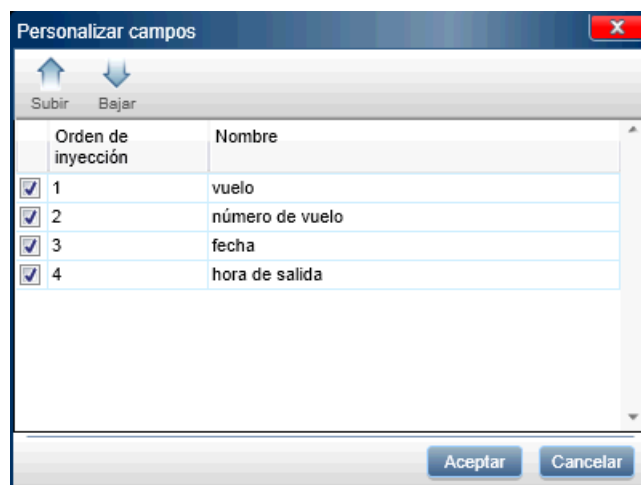 Personalizar campos
x
Subir Bajar
Orden de Nombre
inyección
1 vuelo
2 número de vuelo
3 fecha
4 hora de salida
Aceptar Cancelar